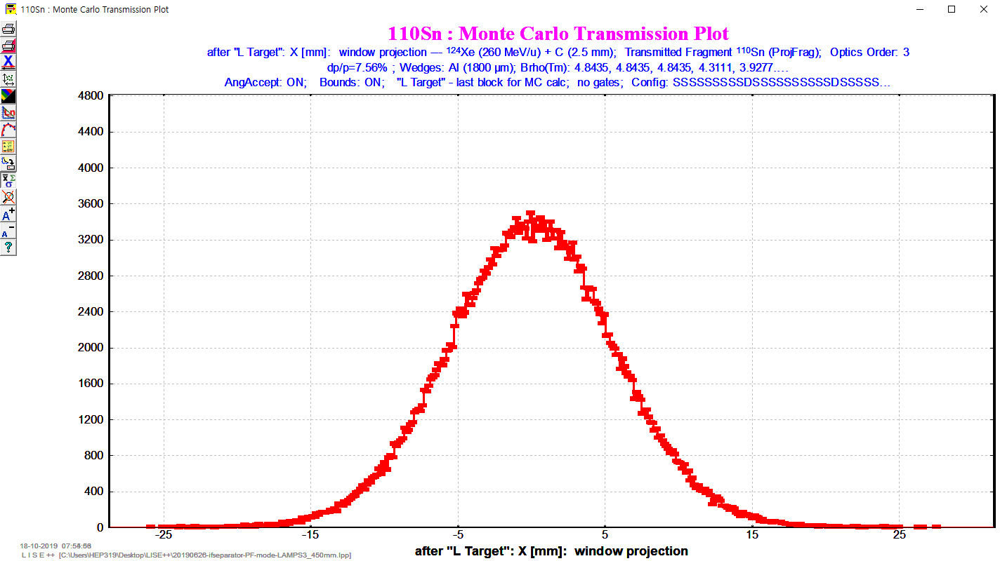 110Sn : Monte Carlo Transmission Plot
110Sn : Monte Carlo Transmission Plot
after "L Target": X [mm]: window projection --- ¹²⁴Xe (260 MeV/u) + C (2.5 mm); Transmitted Fragment ¹¹⁰Sn (ProjFrag); Optics Order: 3
dp/p=7.56% ; Wedges: Al (1800 µm); Brho(Tm): 4.8435, 4.8435, 4.8435, 4.3111, 3.9277....
AngAccept: ON; Bounds: ON; "L Target" - last block for MC calc; no gates; Config: SSSSSSSSSDSSSSSSSSSSDSSSSS...
4800
4400
4000
3600
3200
2800
2400
2000
1600
1200
800
400
0
-25 -15 -5 5 15 25
after "L Target": X [mm]: window projection
18-10-2019
L I S E ++ [C:\Users\HEP319\Desktop\LISE++\20190626-ifseparator-PF-mode-LAMPS3_450mm.lpp]